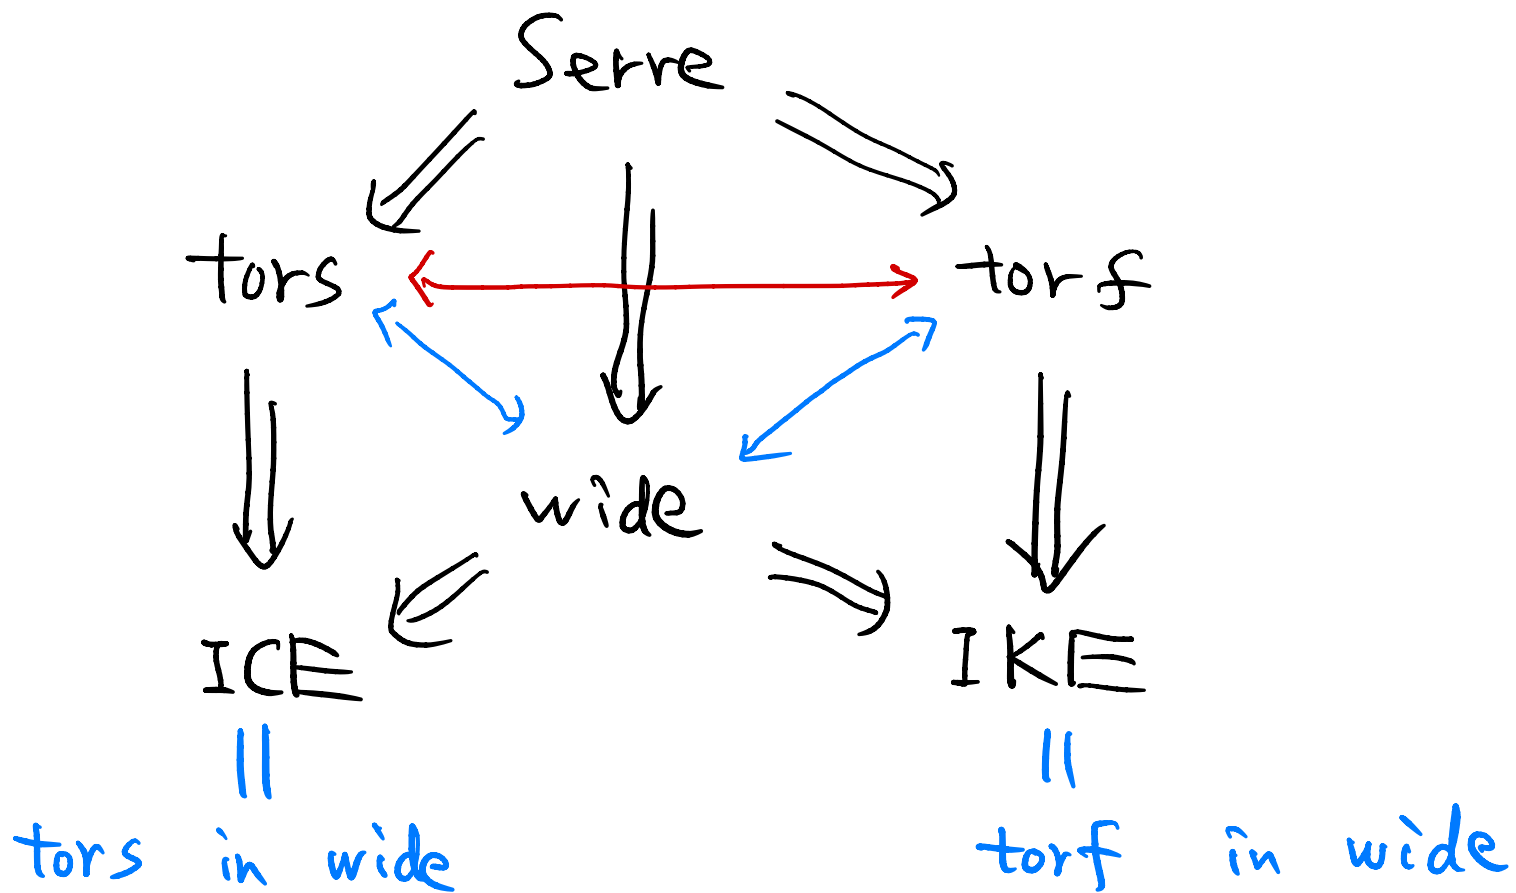 Serre
tors torf
wide
ICE IKE
tors in wide torf in wide